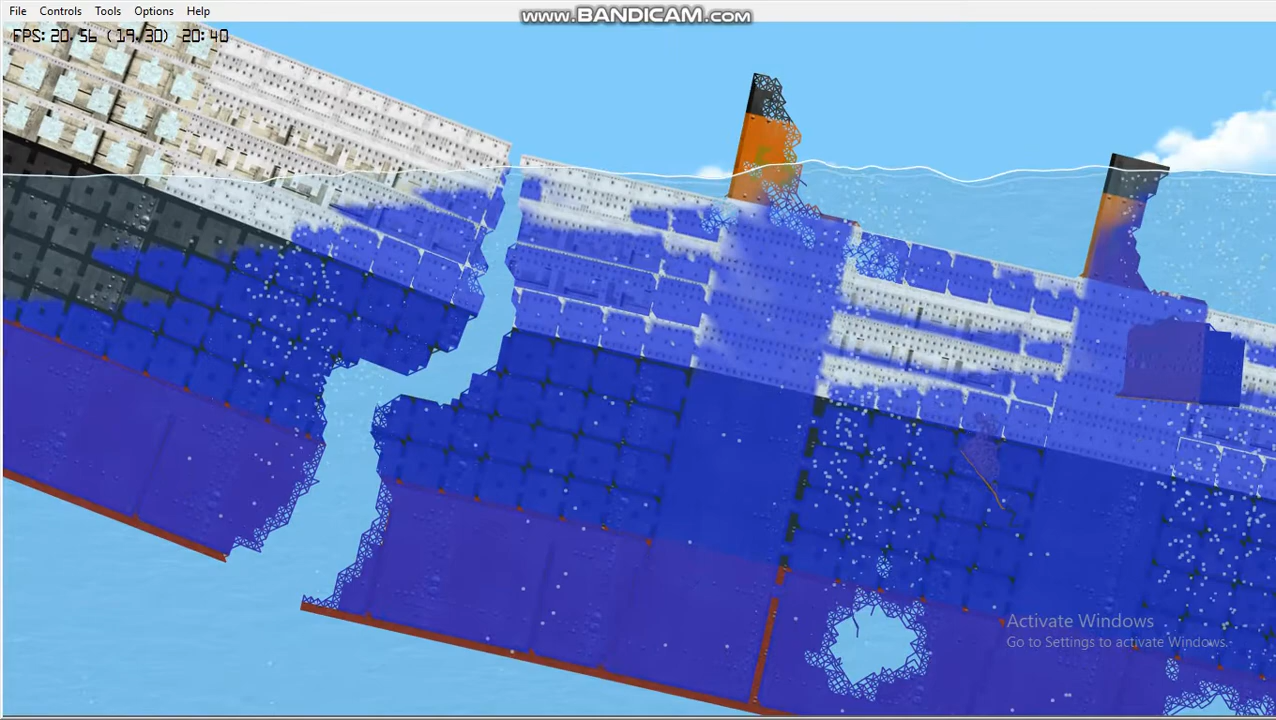 File Controls Tools Options Help
www.BANDICAM.com
FPS: 20.56 (19.30) 20:40
Activate Windows
Go to Settings to activate Windows.